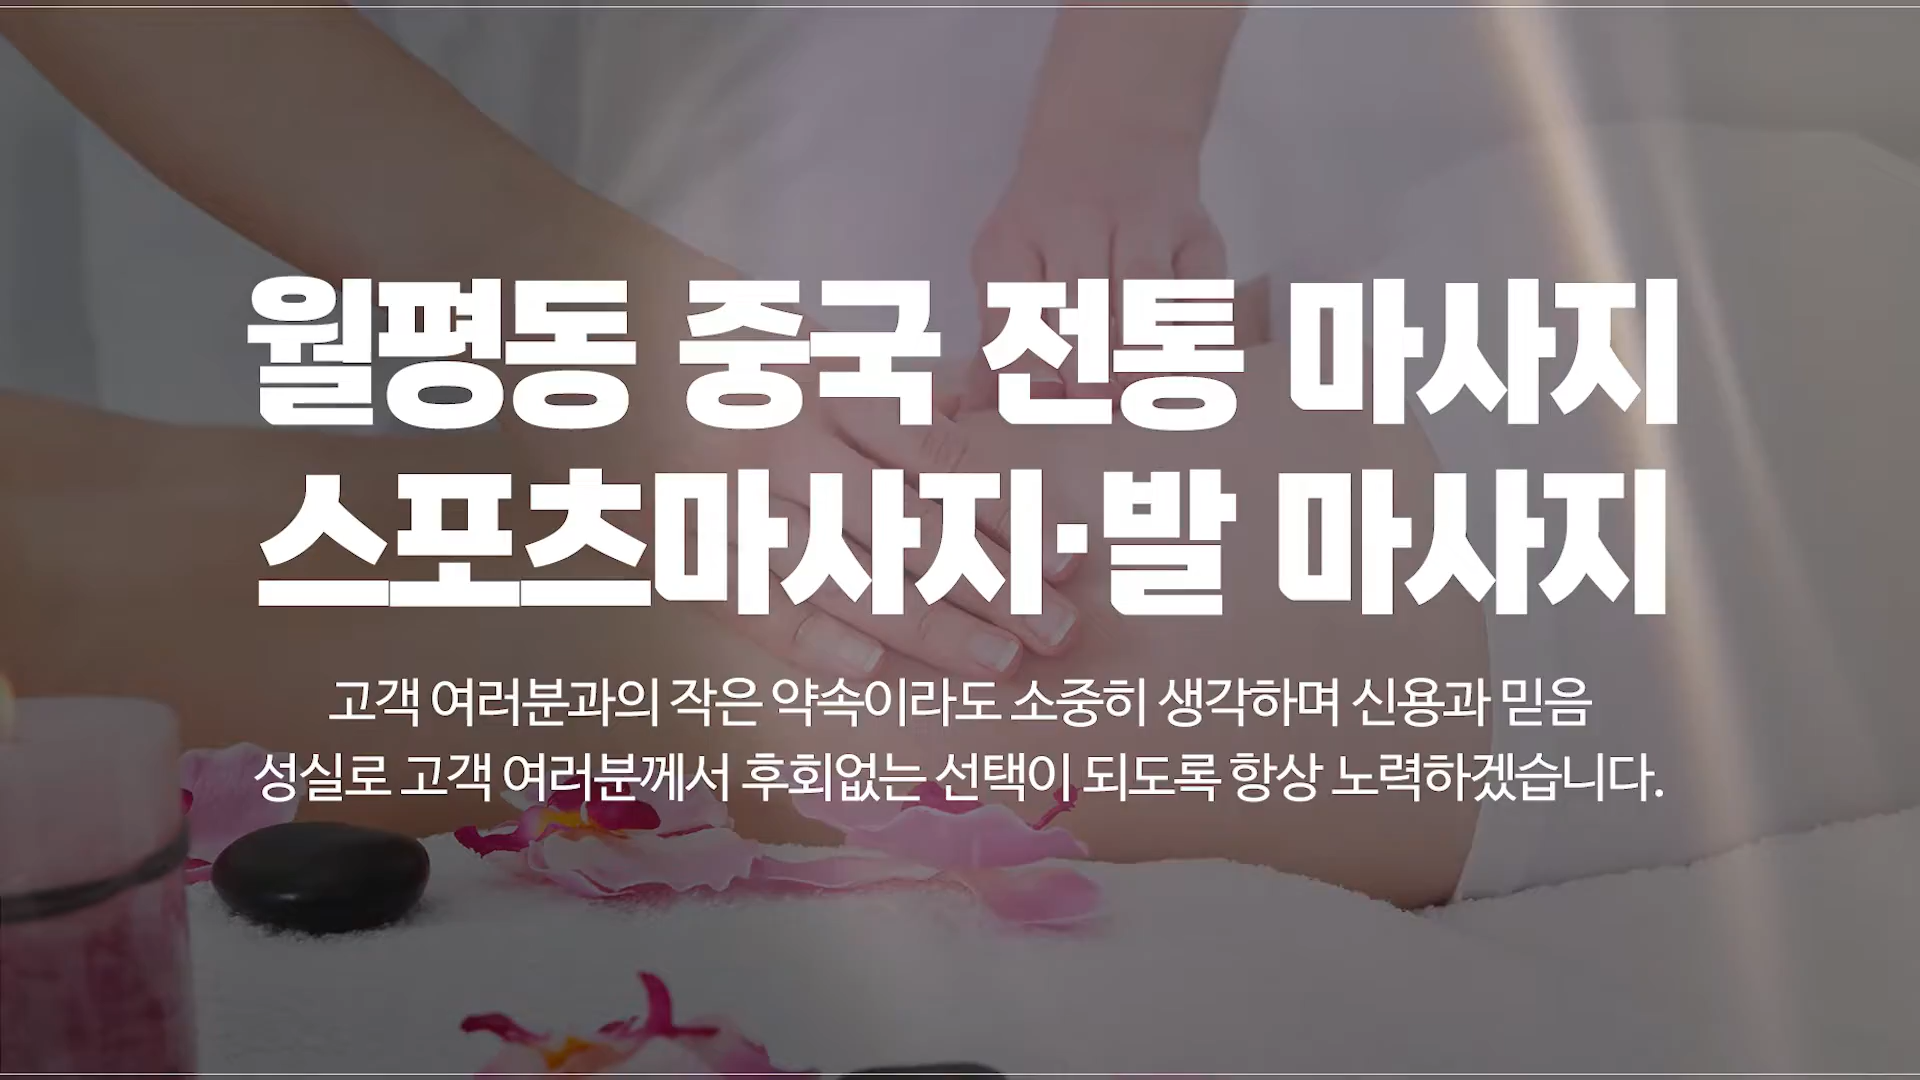 월평동 중국 전통 마사지
스포츠마사지·발 마사지
고객 여러분과의 작은 약속이라도 소중히 생각하며 신용과 믿음
성실로 고객 여러분께서 후회없는 선택이 되도록 항상 노력하겠습니다.